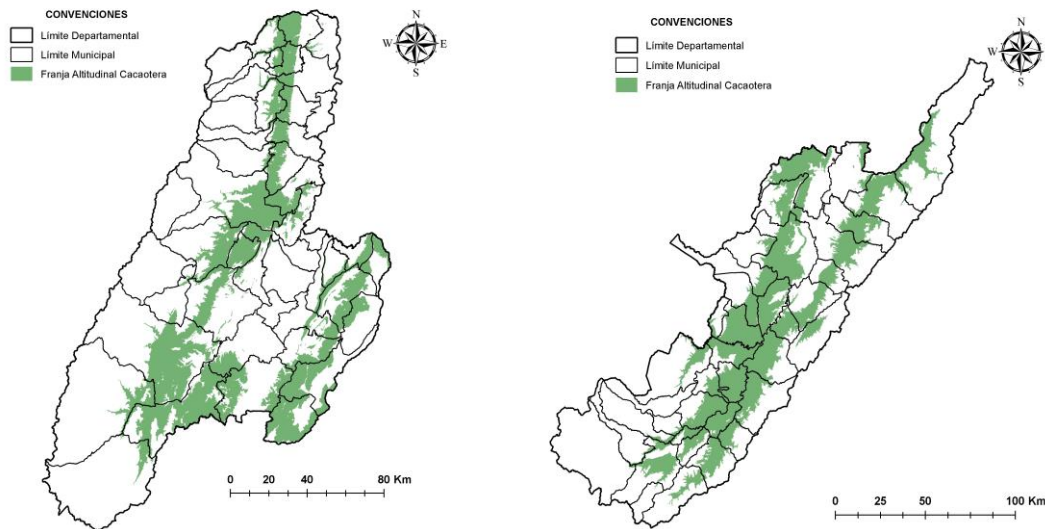 CONVENCIONES
Límite Departamental
Límite Municipal
Franja Altitudinal Cacaotera
N
W E
S
0 20 40 80 Km
CONVENCIONES
Límite Departamental
Límite Municipal
Franja Altitudinal Cacaotera
N
W
S
0 25 50 100 Km